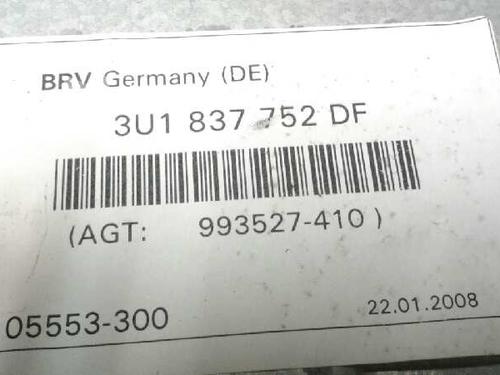 BRV Germany (DE)
3U1 837 752 DF
(AGT: 993527-410 )
05553-300
22.01.2008